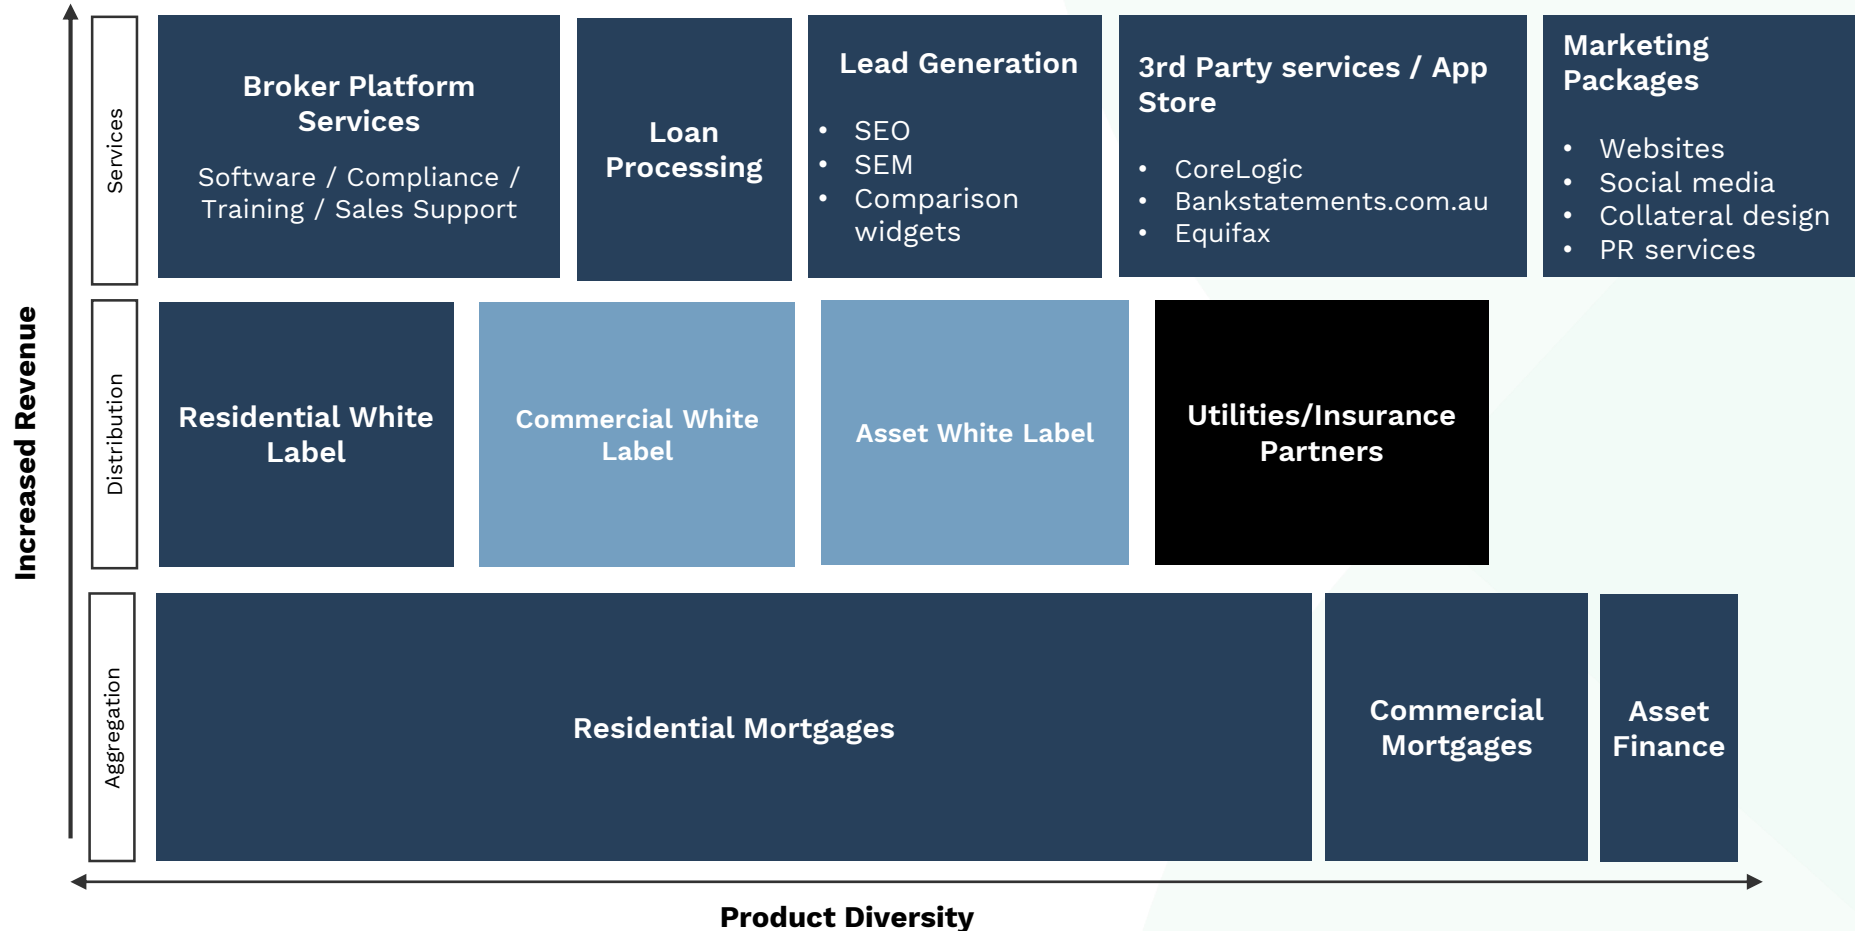 Increased Revenue
Services
Broker Platform
Services
Software / Compliance /
Training / Sales Support
Loan
Processing
Lead Generation
• SEO
• SEM
• Comparison
widgets
3rd Party services / App
Store
• CoreLogic
• Bankstatements.com.au
• Equifax
Marketing
Packages
• Websites
• Social media
• Collateral design
• PR services
Distribution
Residential White
Label
Commercial White
Label
Asset White Label
Utilities/Insurance
Partners
Aggregation
Residential Mortgages
Commercial
Mortgages
Asset
Finance
Product Diversity